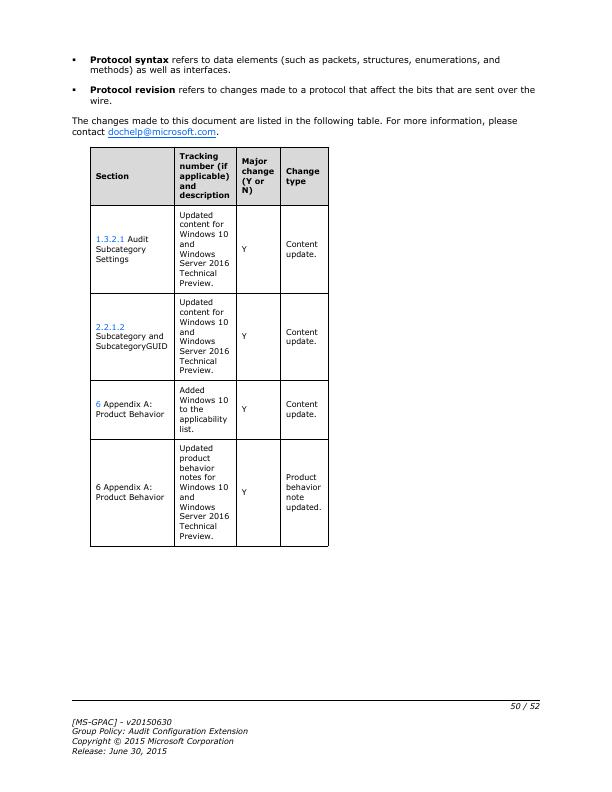 ▪ Protocol syntax refers to data elements (such as packets, structures, enumerations, and
methods) as well as interfaces.
▪ Protocol revision refers to changes made to a protocol that affect the bits that are sent over the
wire.
The changes made to this document are listed in the following table. For more information, please
contact dochelp@microsoft.com.
Section
Tracking
number (if
applicable)
and
description
Major
change
(Y or
N)
Change
type
1.3.2.1 Audit
Subcategory
Settings
Updated
content for
Windows 10
and
Windows
Server 2016
Technical
Preview.
Y
Content
update.
2.2.1.2
Subcategory and
SubcategoryGUID
Updated
content for
Windows 10
and
Windows
Server 2016
Technical
Preview.
Y
Content
update.
6 Appendix A:
Product Behavior
Added
Windows 10
to the
applicability
list.
Y
Content
update.
6 Appendix A:
Product Behavior
Updated
product
behavior
notes for
Windows 10
and
Windows
Server 2016
Technical
Preview.
Y
Product
behavior
note
updated.
50 / 52
[MS-GPAC] - v20150630
Group Policy: Audit Configuration Extension
Copyright © 2015 Microsoft Corporation
Release: June 30, 2015